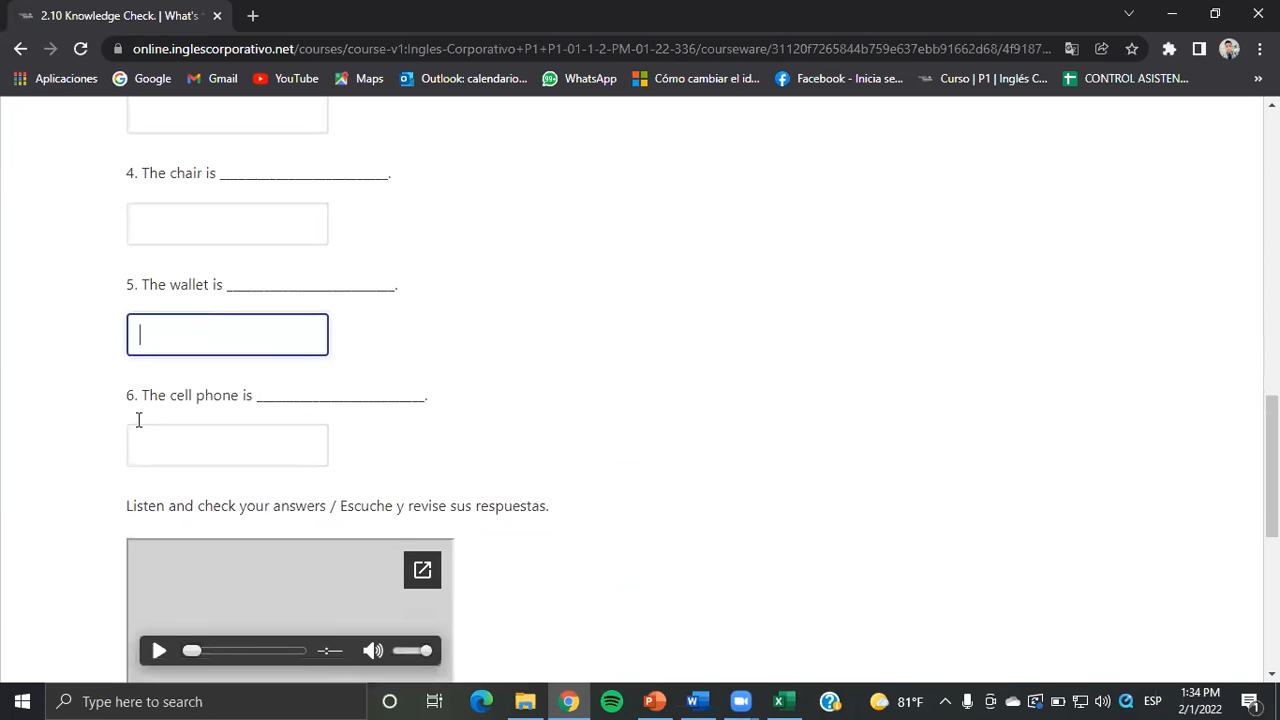 2.10 Knowledge Check. | What's
online.inglescorporativo.net/courses/course-v1:Ingles-Corporativo+P1+P1-01-1-2-PM-01-22-336/courseware/31120f7265844b759e637ebb91662d68/4f9187...
Aplicaciones Google Gmail YouTube Maps Outlook: calendario... WhatsApp Cómo cambiar el id... Facebook - Inicia se... Curso | P1 | Inglés C... CONTROL ASISTEN... »
4. The chair is ________________________.
5. The wallet is ________________________.
6. The cell phone is ________________________.
Listen and check your answers / Escuche y revise sus respuestas.
Type here to search
81°F
ESP
1:34 PM
2/1/2022
1